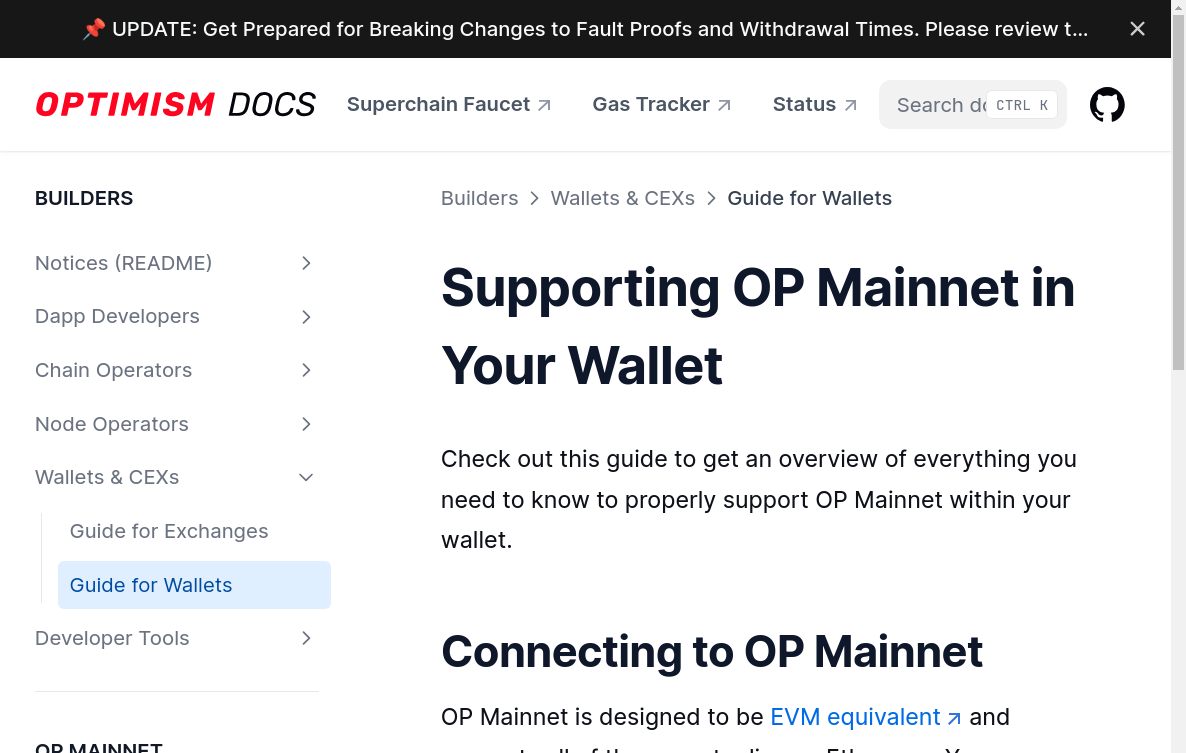 📌 UPDATE: Get Prepared for Breaking Changes to Fault Proofs and Withdrawal Times. Please review t...
OPTIMISM DOCS
Superchain Faucet
Gas Tracker
Status
Search do
CTRL K
BUILDERS
Notices (README)
Dapp Developers
Chain Operators
Node Operators
Wallets & CEXs
Guide for Exchanges
Guide for Wallets
Developer Tools
OP MAINNET
Builders > Wallets & CEXs > Guide for Wallets
Supporting OP Mainnet in
Your Wallet
Check out this guide to get an overview of everything you
need to know to properly support OP Mainnet within your
wallet.
Connecting to OP Mainnet
OP Mainnet is designed to be EVM equivalent and